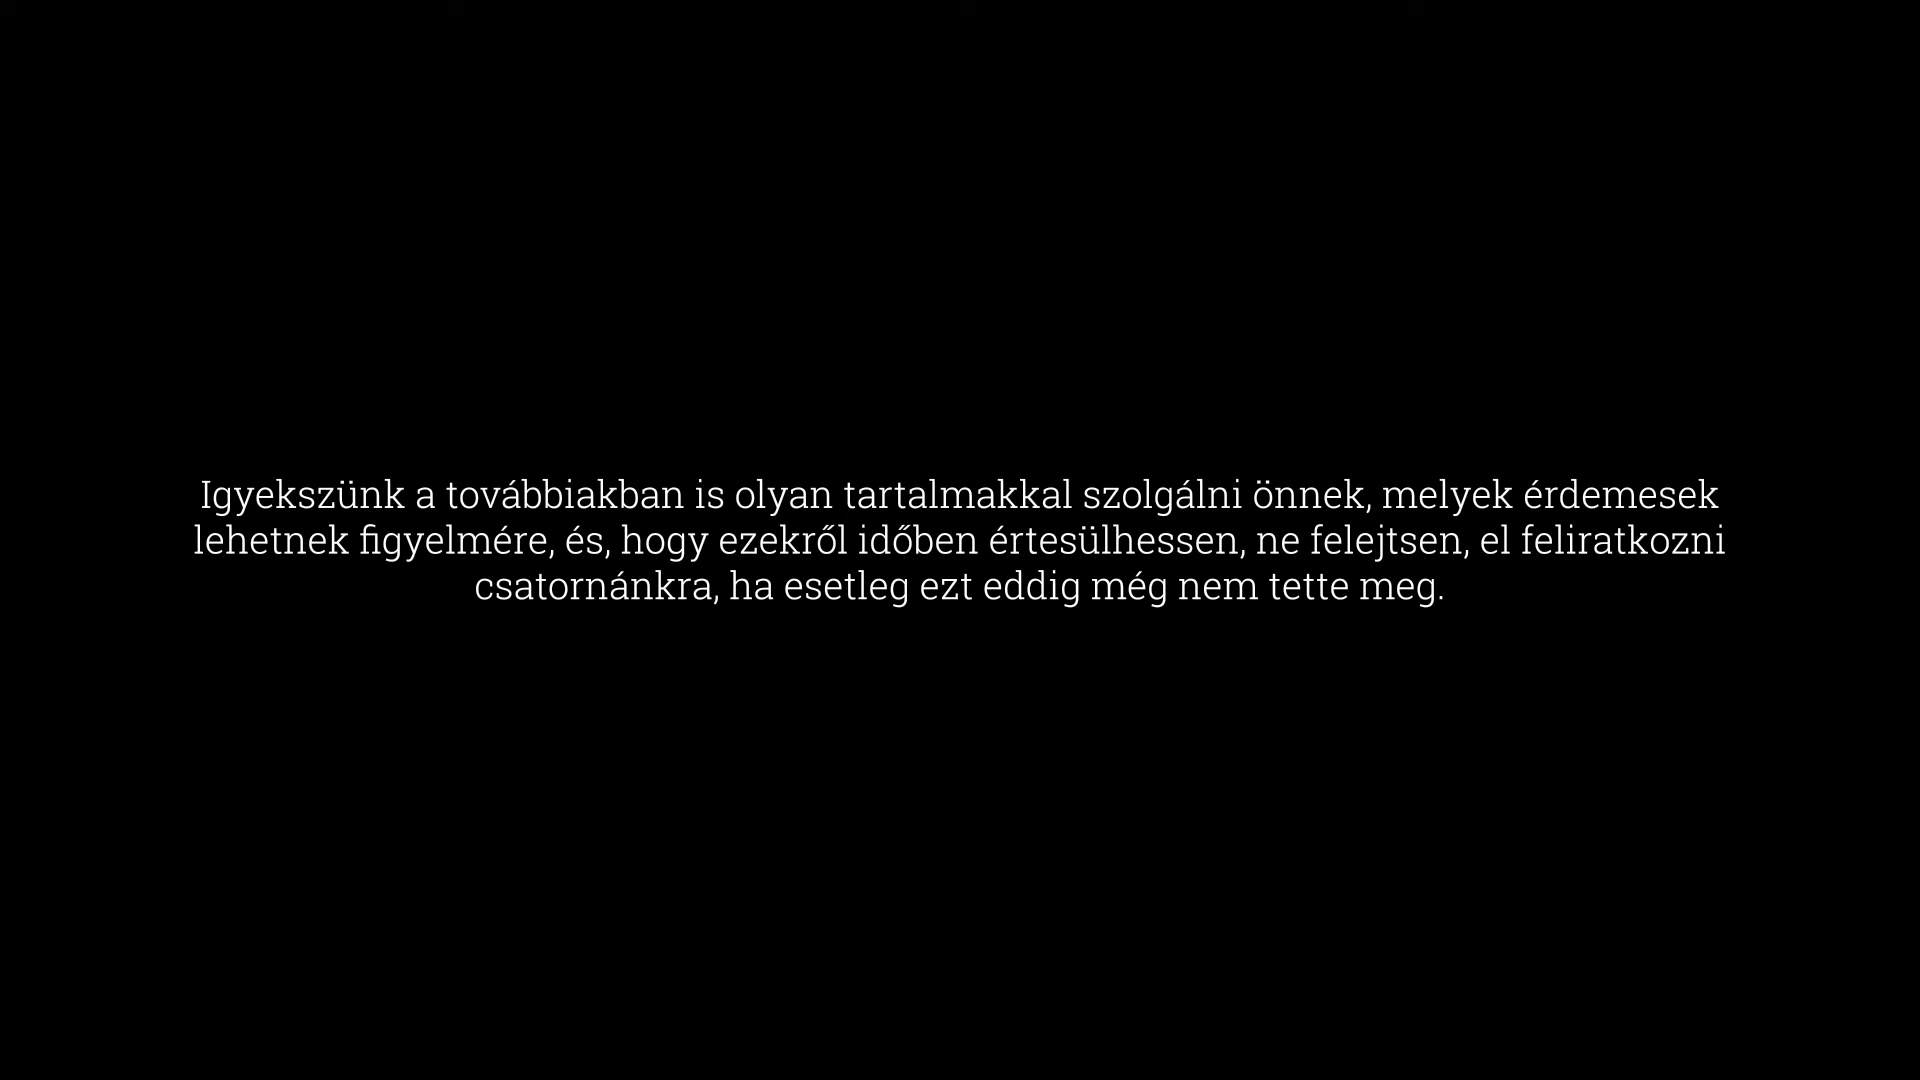 Igyekszünk a továbbiakban is olyan tartalmakkal szolgálni önnek, melyek érdemesek
lehetnek figyelmére, és, hogy ezekről időben értesülhessen, ne felejtsen, el feliratkozni
csatornánkra, ha esetleg ezt eddig még nem tette meg.